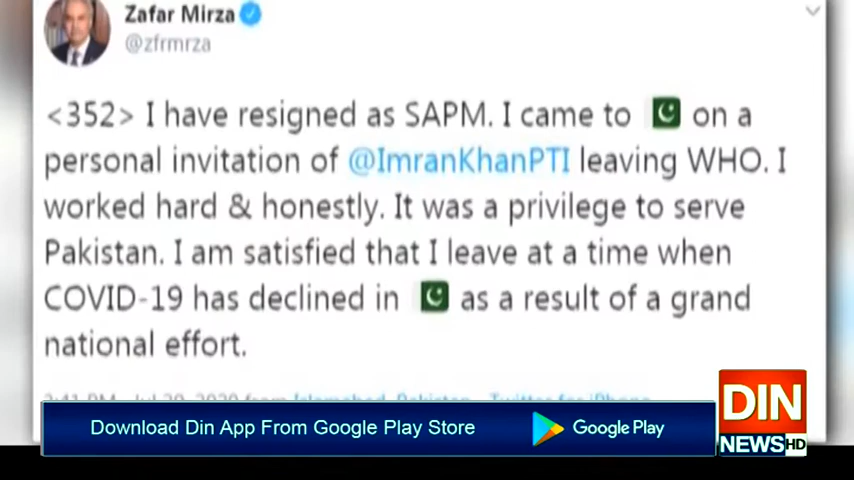 Zafar Mirza
@zfrmrza
<352> I have resigned as SAPM. I came to 🇵🇰 on a
personal invitation of @ImranKhanPTI leaving WHO. I
worked hard & honestly. It was a privilege to serve
Pakistan. I am satisfied that I leave at a time when
COVID-19 has declined in 🇵🇰 as a result of a grand
national effort.
Download Din App From Google Play Store
Google Play
DIN
NEWS HD